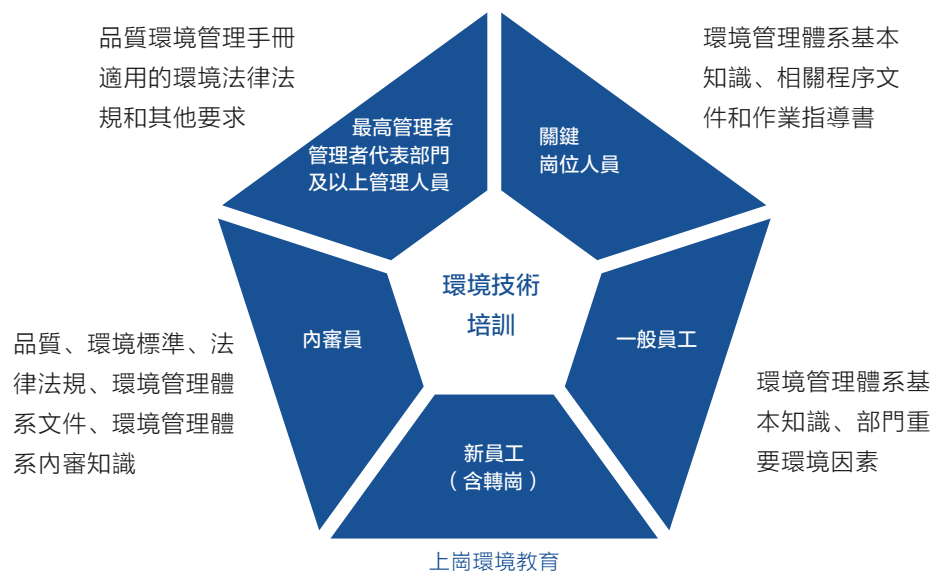 品質環境管理手冊
適用的環境法律法
規和其他要求
環境管理體系基本
知識、相關程序文
件和作業指導書
最高管理者
管理者代表部門
及以上管理人員
關鍵
崗位人員
環境技術
培訓
內審員
一般員工
品質、環境標準、法
律法規、環境管理體
系文件、環境管理體
系內審知識
環境管理體系基
本知識、部門重
要環境因素
新員工
（含轉崗）
上崗環境教育